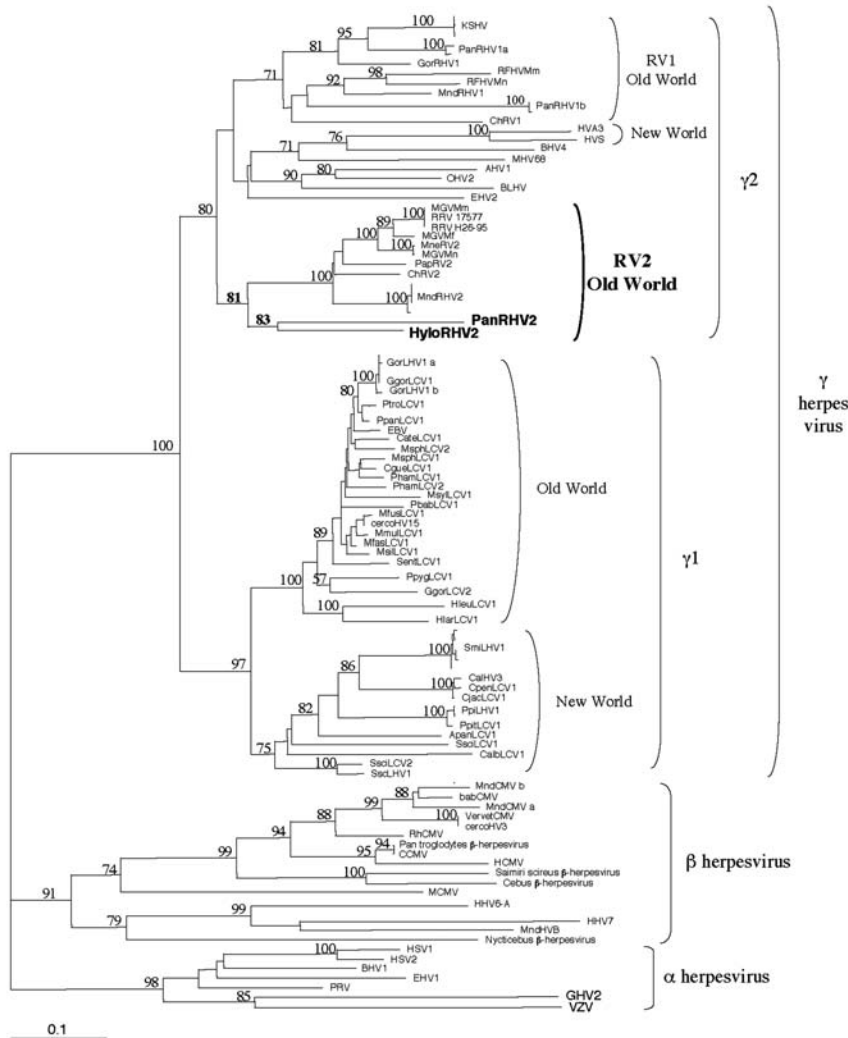 100
KSHV
95
81
100
PanRHV1a
GorRHV1
71
98
RFHVMm
92
RFHVMn
MndRHV1
100
PanRHV1b
ChRV1
RV1
Old World
100
HVA3
76
HVS
New World
71
BHV4
MHV68
80
AHV1
90
OHV2
BLHV
EHV2
γ2
80
MGVMm
100
RRV 17577
89
RRV H26-95
100
MGVMf
100
MneRV2
MGVMn
PapRV2
100
ChRV2
81
100
MndRHV2
83
PanRHV2
HyloRHV2
RV2
Old World
GorLHV1 a
100
GgorLCV1
80
GorLHV1 b
PtroLCV1
PpanLCV1
EBV
CateLCV1
MsphLCV2
MsphLCV1
CgueLCV1
PhamLCV1
PhamLCV2
MsylLCV1
PbabLCV1
MfusLCV1
cercoHV15
MmulLCV1
MfasLCV1
89
MsilLCV1
SentLCV1
100
57
PpygLCV1
GgorLCV2
100
HleuLCV1
HlarLCV1
Old World
γ
herpes
virus
100
γ1
97
100
SmiLHV1
86
100
CalHV3
CpenLCV1
CjacLCV1
82
100
PpiLHV1
PpitLCV1
ApanLCV1
75
SsciLCV1
CalbLCV1
100
SsciLCV2
SscLHV1
New World
88
MndCMV b
99
babCMV
MndCMV a
88
100
VervetCMV
cercoHV3
94
RhCMV
94
Pan troglodytes β-herpesvirus
95
CCMV
99
HCMV
100
Saimiri scireus β-herpesvirus
74
Cebus β-herpesvirus
MCMV
91
99
HHV6-A
79
HHV7
MndHVB
Nycticebus β-herpesvirus
β herpesvirus
100
HSV1
HSV2
BHV1
EHV1
98
PRV
85
GHV2
VZV
α herpesvirus
0.1